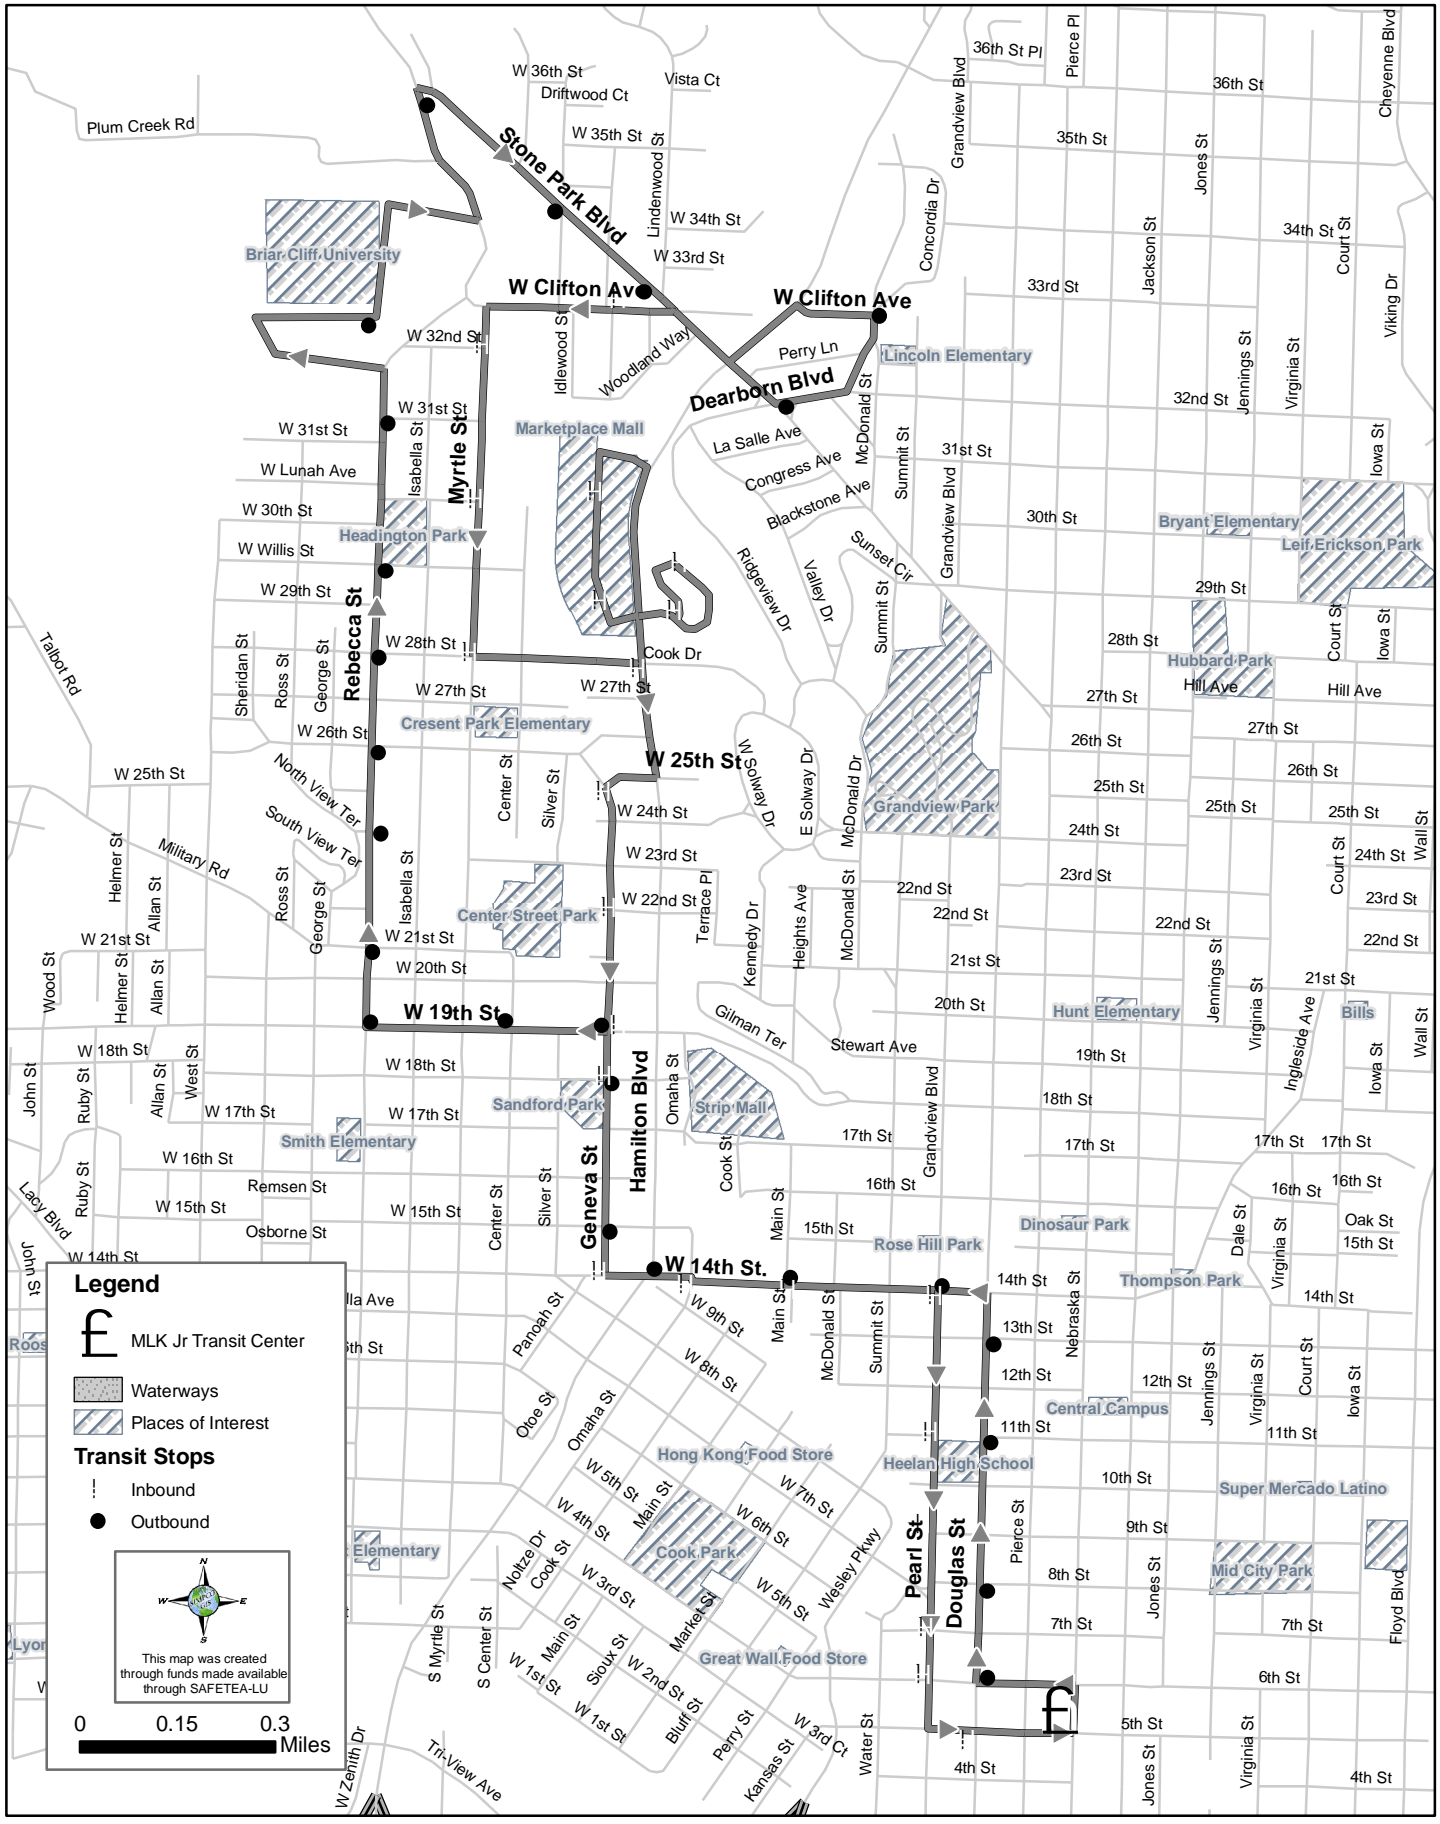 36th St Pl
Pierce Pl
Cheyenne Blvd
W 36th St
Vista Ct
Grandview Blvd
36th St
Driftwood Ct
Plum Creek Rd
W 35th St
35th St
Stone Park Blvd
Lindenwood St
Jones St
Concordia Dr
W 34th St
34th St
Court St
Jackson St
Briar Cliff University
W 33rd St
33rd St
Viking Dr
W Clifton Av
W Clifton Ave
W 32nd St
Idlewood St
Woodland Way
Perry Ln
Lincoln Elementary
Jennings St
Virginia St
Dearborn Blvd
McDonald St
32nd St
W 31st St
W 31st St
Isabella St
Myrtle St
Marketplace Mall
La Salle Ave
Summit St
31st St
Iowa St
W Lunah Ave
Congress Ave
Grandview Blvd
W 30th St
Blackstone Ave
30th St
Bryant Elementary
Headington Park
Leif Erickson Park
W Willis St
Sunset Cir
W 29th St
Ridgeview Dr
Valley Dr
Summit St
29th St
Court St
Iowa St
Rebecca St
Talbot Rd
Sheridan St
Ross St
George St
W 28th St
Cook Dr
28th St
Hubbard Park
W 27th St
W 27th St
Hill Ave
Hill Ave
27th St
Cresent Park Elementary
27th St
W 26th St
26th St
W 25th St
W 25th St
North View Ter
Center St
Silver St
W Solway Dr
E Solway Dr
McDonald Dr
26th St
25th St
Grandview Park
25th St
25th St
W 24th St
South View Ter
24th St
Wall St
Helmer St
Military Rd
W 23rd St
Court St
24th St
Allan St
Ross St
George St
Isabella St
Terrace Pl
Kennedy Dr
Heights Ave
McDonald St
22nd St
23rd St
23rd St
W 22nd St
Center Street Park
22nd St
22nd St
22nd St
W 21st St
W 21st St
Wood St
Helmer St
Allan St
W 20th St
21st St
Jennings St
21st St
W 19th St
20th St
Hunt Elementary
Virginia St
Ingleside Ave
Bills
Wall St
Gilman Ter
Stewart Ave
W 18th St
West St
W 18th St
Hamilton Blvd
Omaha St
19th St
Iowa St
John St
Ruby St
Allan St
Sandford Park
Strip Mall
Grandview Blvd
18th St
W 17th St
W 17th St
Smith Elementary
17th St
17th St
17th St
17th St
Geneva St
W 16th St
Ruby St
Remsen St
Cook St
16th St
16th St
16th St
Lacy Blvd
W 15th St
Osborne St
W 15th St
Center St
Silver St
Main St
15th St
Rose Hill Park
Dinosaur Park
Dale St
Virginia St
Oak St
15th St
John St
W 14th St
W 14th St.
14th St
Thompson Park
14th St
Legend
£
MLK Jr Transit Center
Waterways
Places of Interest
Transit Stops
Inbound
Outbound
N
W
E
S
This map was created
through funds made available
through SAFETEA-LU
0
0.15
0.3
Miles
lla Ave
Roos
Panoah St
W 9th St
Main St
McDonald St
Summit St
13th St
Nebraska St
W 8th St
12th St
12th St
Jennings St
Virginia St
Court St
Iowa St
Otoe St
Omaha St
Central Campus
11th St
11th St
Hong Kong Food Store
Heelan High School
W 5th St
W 7th St
10th St
Super Mercado Latino
Main St
W 4th St
W 6th St
9th St
Elementary
Noltze Dr
Cook St
Cook Park
Wesley Pkwy
Pearl St
Douglas St
Pierce St
Mid City Park
W 3rd St
W 5th St
8th St
Jones St
Floyd Blvd
Lyon
S Myrtle St
S Center St
Main St
Sioux St
Market St
7th St
7th St
Great Wall Food Store
W 1st St
W 2nd St
6th St
£
W 1st St
Bluff St
Perry St
W 3rd Ct
Water St
5th St
Virginia St
W Zenith Dr
Tri-View Ave
Kansas St
4th St
Jones St
4th St